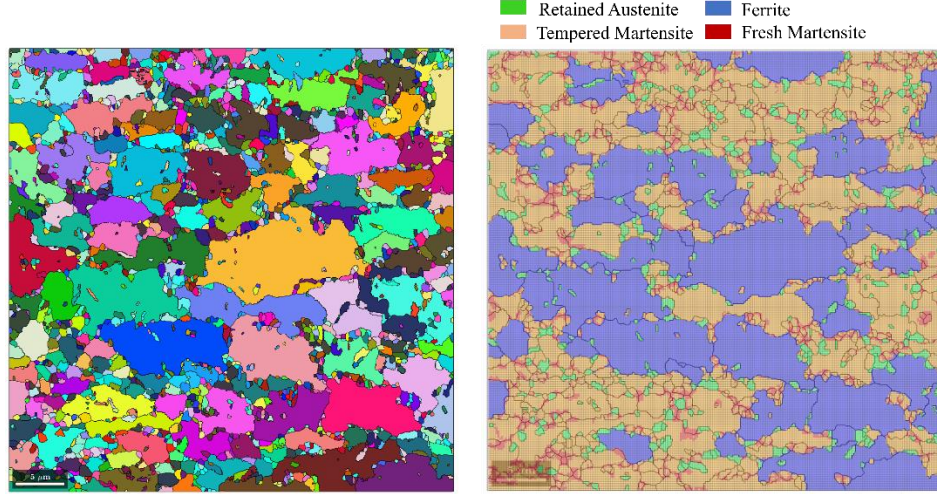 Retained Austenite
Ferrite
Tempered Martensite
Fresh Martensite
5 μm